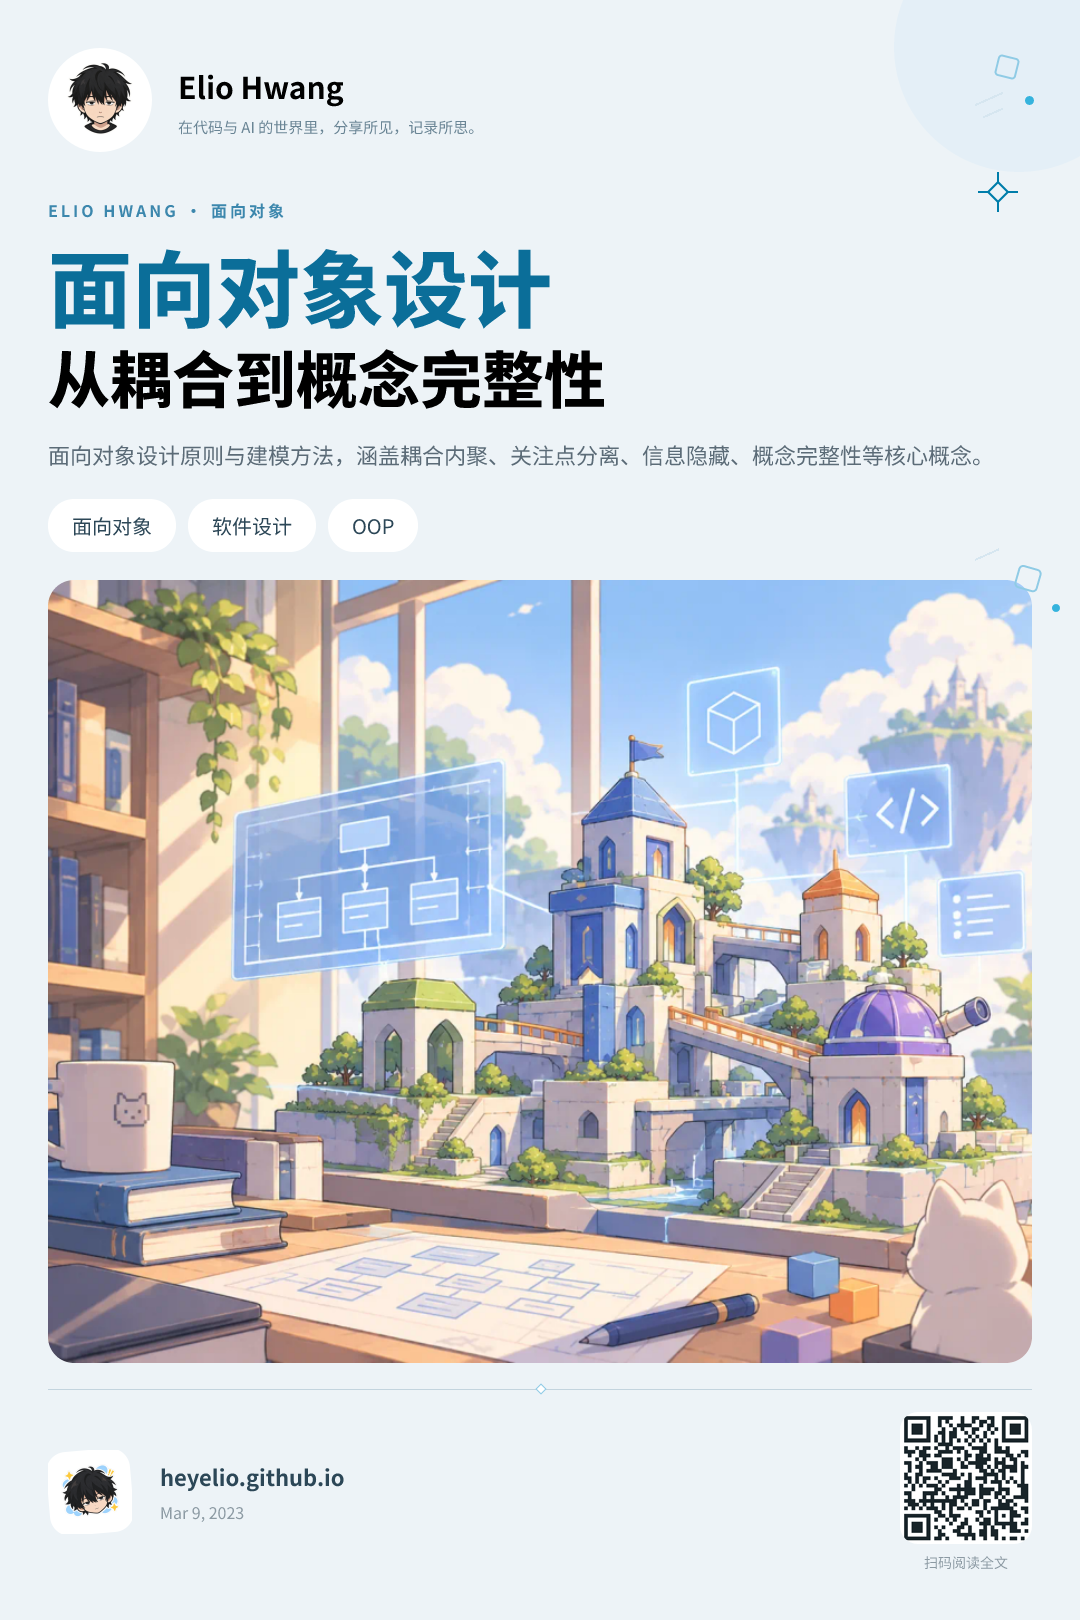 Elio Hwang
在代码与 AI 的世界里，分享所见，记录所思。
ELIO HWANG • 面向对象
面向对象设计
从耦合到概念完整性
面向对象设计原则与建模方法，涵盖耦合内聚、关注点分离、信息隐藏、概念完整性等核心概念。
面向对象 软件设计 OOP
</>
heyelio.github.io
Mar 9, 2023
扫码阅读全文